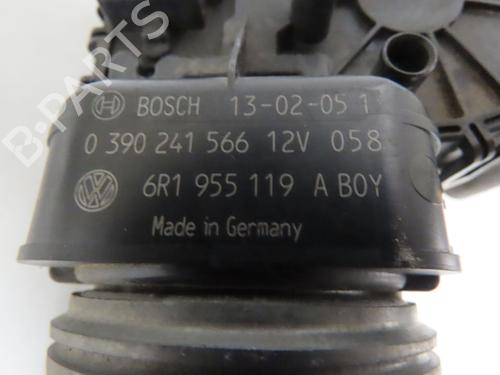 B-PARTS
BOSCH 13-02-05 1
0 390 241 566 12V 058
6R1 955 119 A BOY
Made in Germany